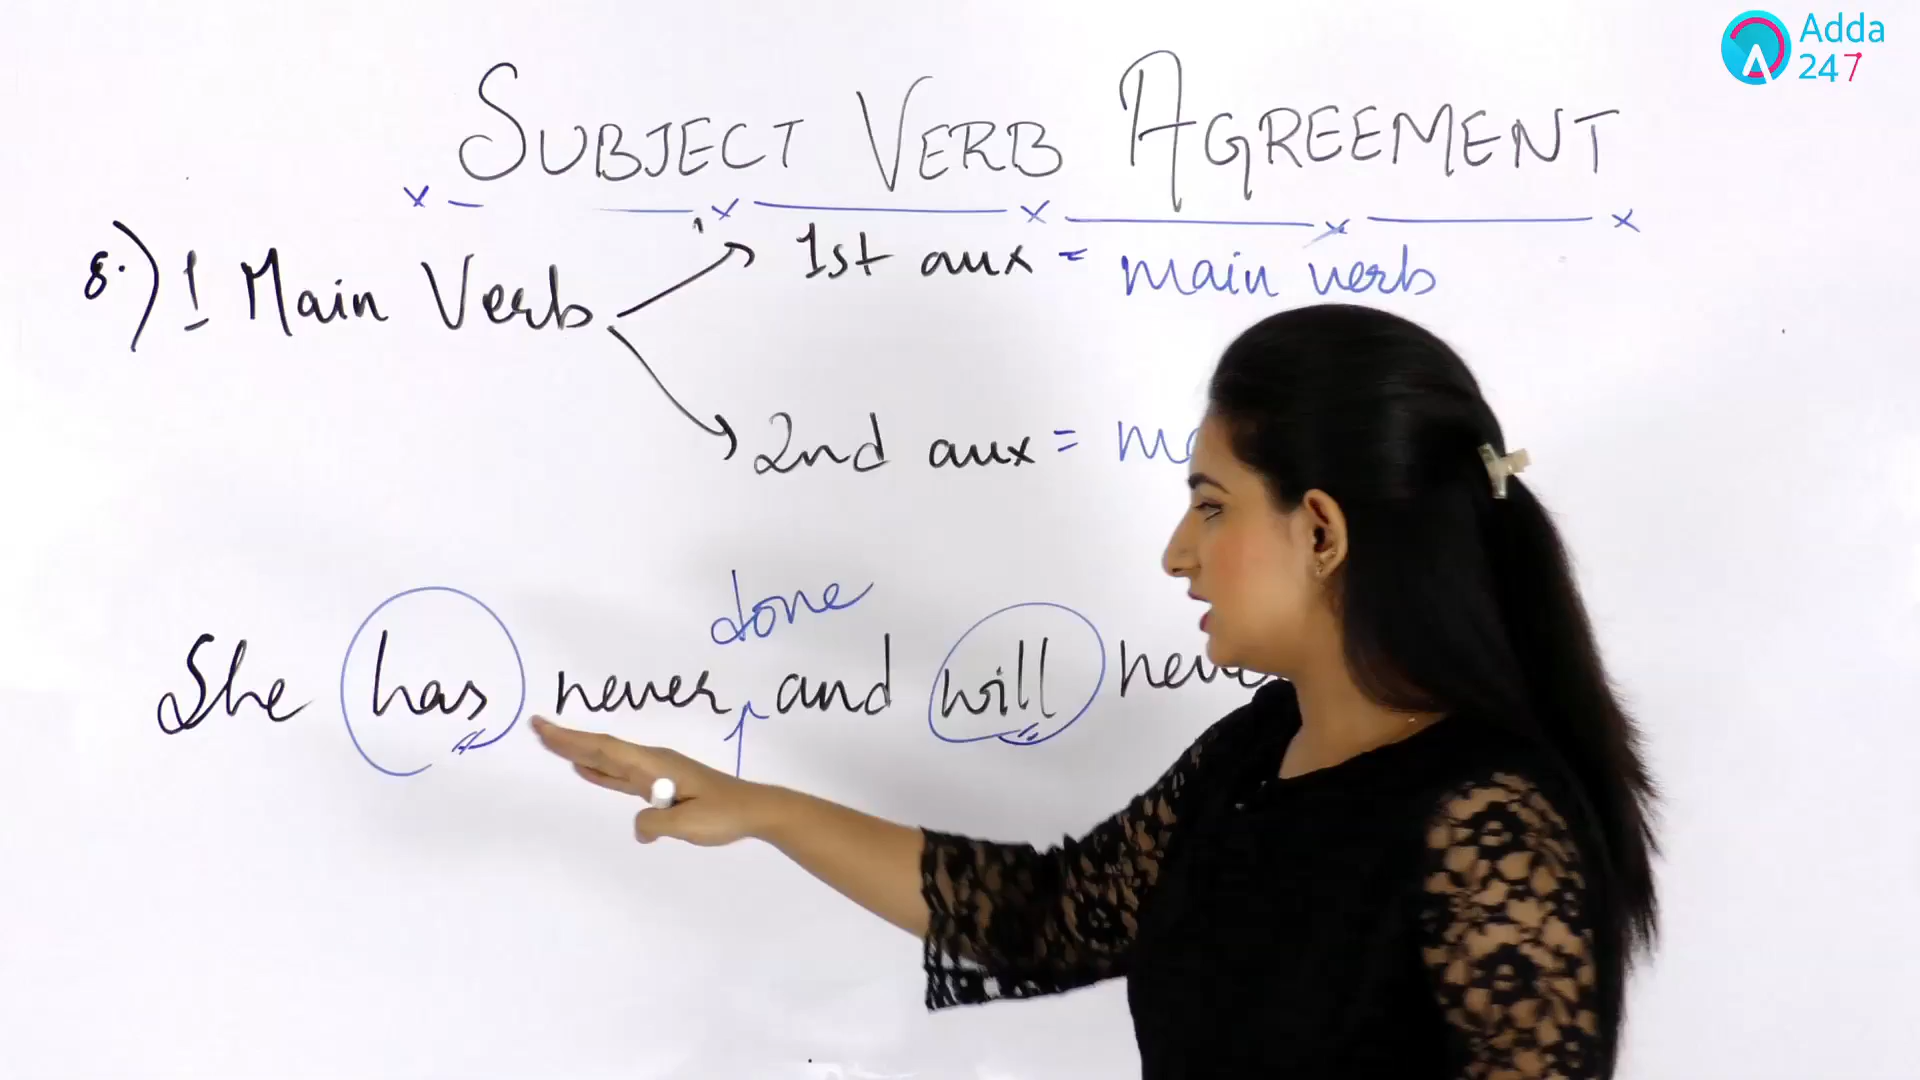 Adda
247
SUBJECT VERB AGREEMENT
8.) 1 Main Verb
1st aux = main verb
2nd aux =
done
She has never and will